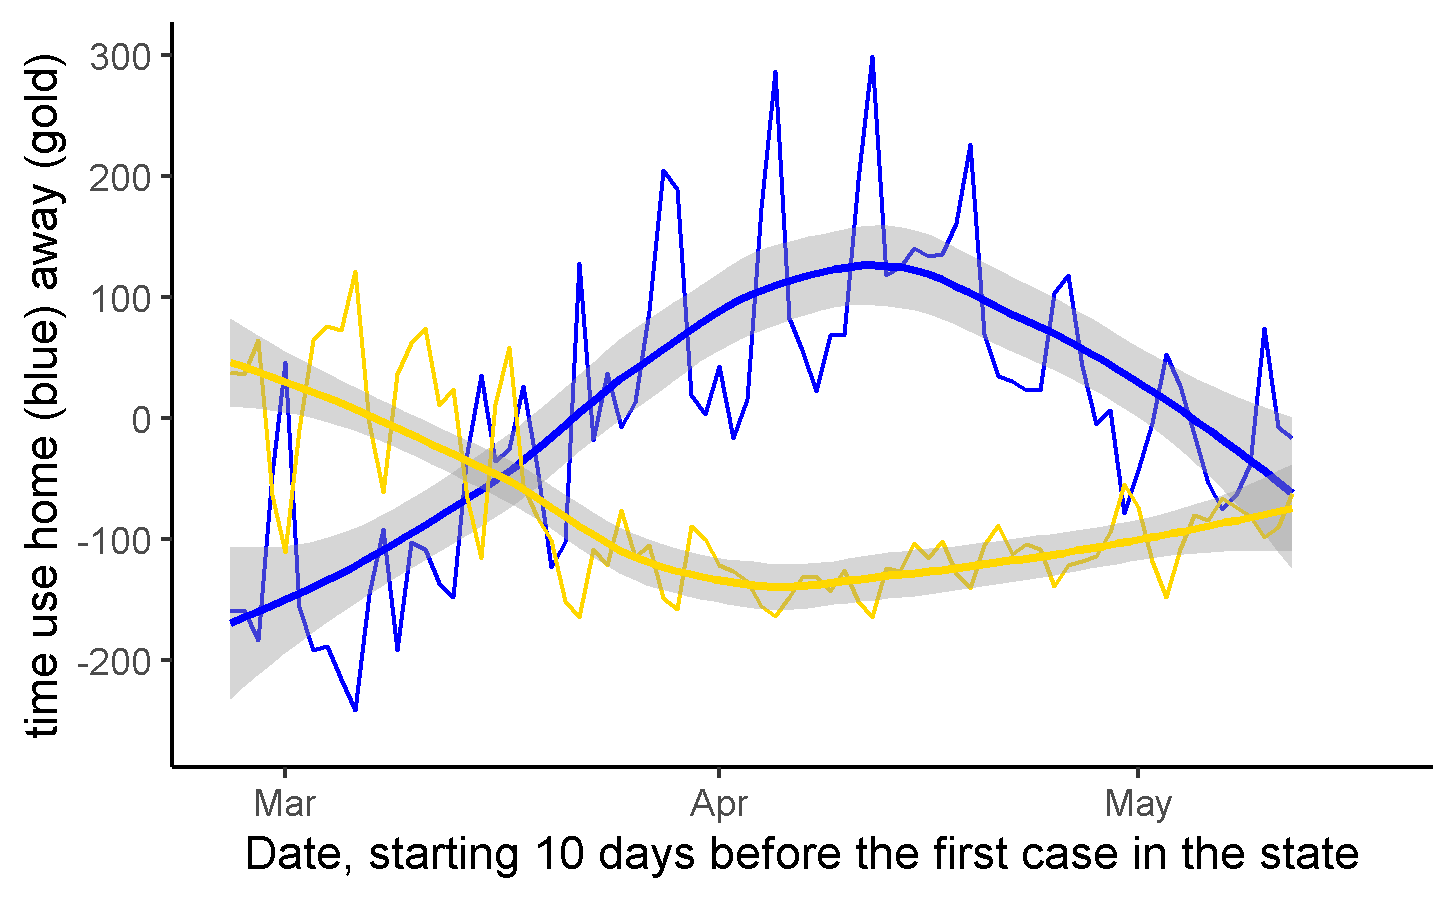 time use home (blue) away (gold)
300
200
100
0
-100
-200
Mar Apr May
Date, starting 10 days before the first case in the state